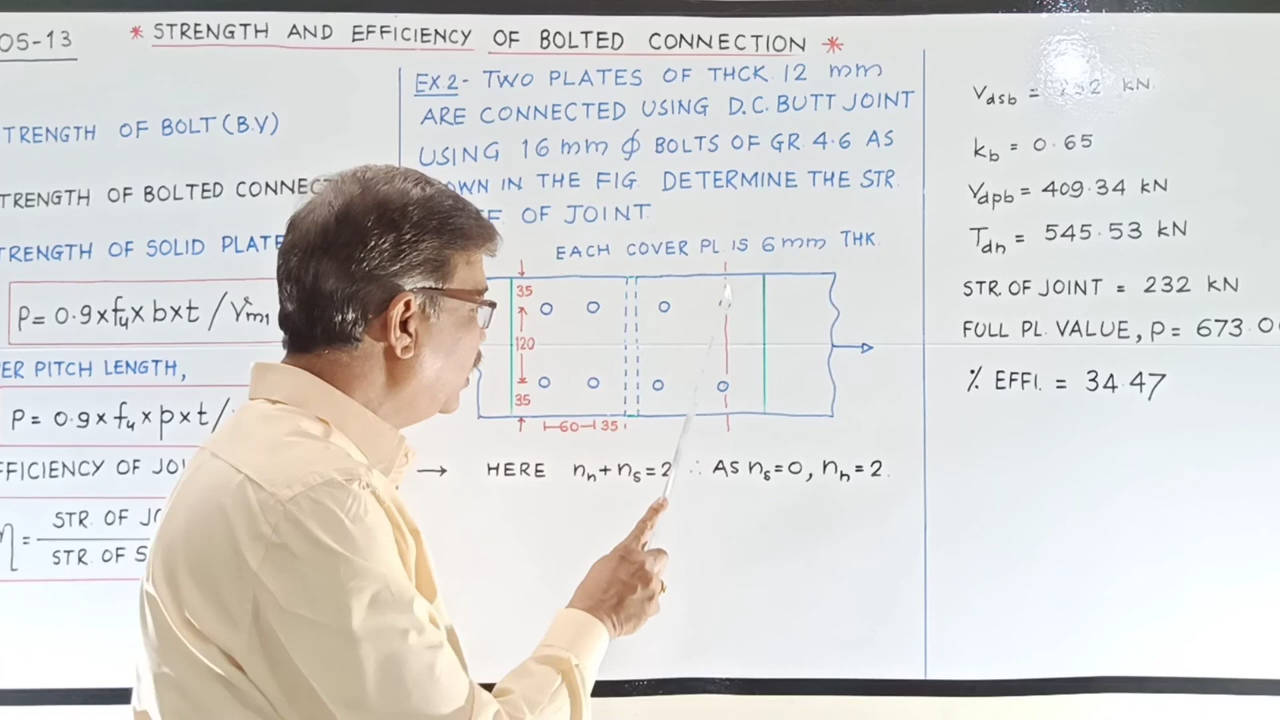 05-13
* STRENGTH AND EFFICIENCY OF BOLTED CONNECTION *
TRENGTH OF BOLT (B.V)
TRENGTH OF BOLTED CONNEC
TRENGTH OF SOLID PLATE
P = 0.9 x fu x b x t / γm1
ER PITCH LENGTH,
P = 0.9 x fu x p x t /
FFICIENCY OF JOI
η = STR. OF JO
STR. OF S
EX.2 - TWO PLATES OF THCK. 12 mm
ARE CONNECTED USING D.C. BUTT JOINT
USING 16 mm ϕ BOLTS OF GR 4.6 AS
OWN IN THE FIG. DETERMINE THE STR.
OF JOINT.
EACH COVER PL. IS 6 mm THK.
35
120
35
60 35
→ HERE nn + ns = 2 ∴ AS ns = 0, nn = 2.
Vdsb = kN.
kb = 0.65
Vdpb = 409.34 kN
Tdn = 545.53 kN
STR. OF JOINT = 232 kN
FULL PL. VALUE, P = 673.0
% EFFI. = 34.47